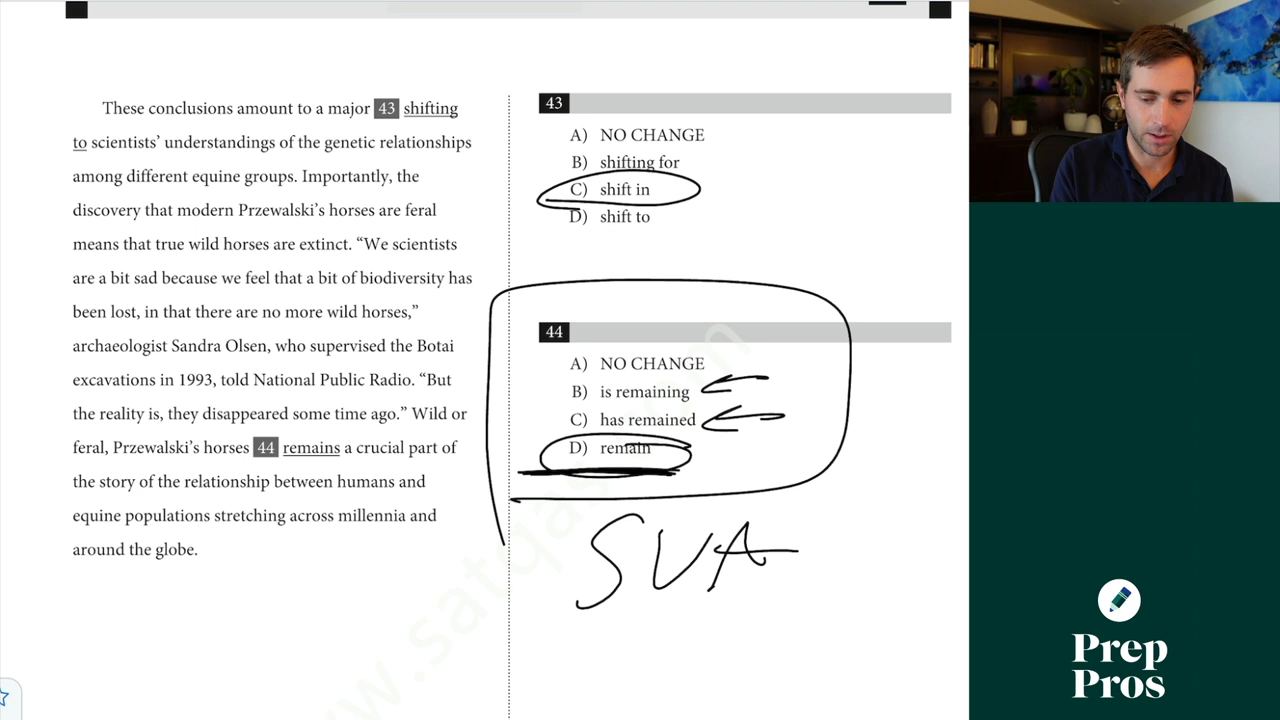 These conclusions amount to a major 43 shifting
to scientists’ understandings of the genetic relationships
among different equine groups. Importantly, the
discovery that modern Przewalski’s horses are feral
means that true wild horses are extinct. “We scientists
are a bit sad because we feel that a bit of biodiversity has
been lost, in that there are no more wild horses,”
archaeologist Sandra Olsen, who supervised the Botai
excavations in 1993, told National Public Radio. “But
the reality is, they disappeared some time ago.” Wild or
feral, Przewalski’s horses 44 remains a crucial part of
the story of the relationship between humans and
equine populations stretching across millennia and
around the globe.
43
A) NO CHANGE
B) shifting for
C) shift in
D) shift to
44
A) NO CHANGE
B) is remaining
C) has remained
D) remain
SVA
Prep
Pros